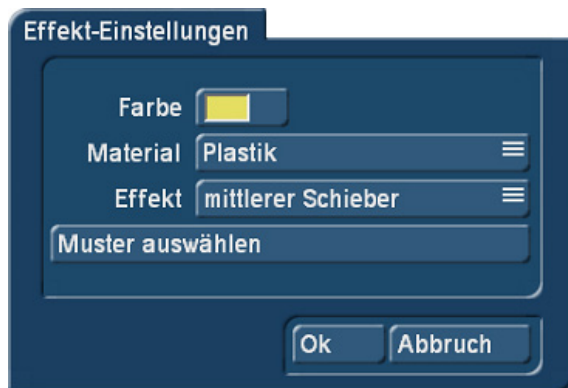 Effekt-Einstellungen
Farbe
Material Plastik
Effekt mittlerer Schieber
Muster auswählen
Ok Abbruch